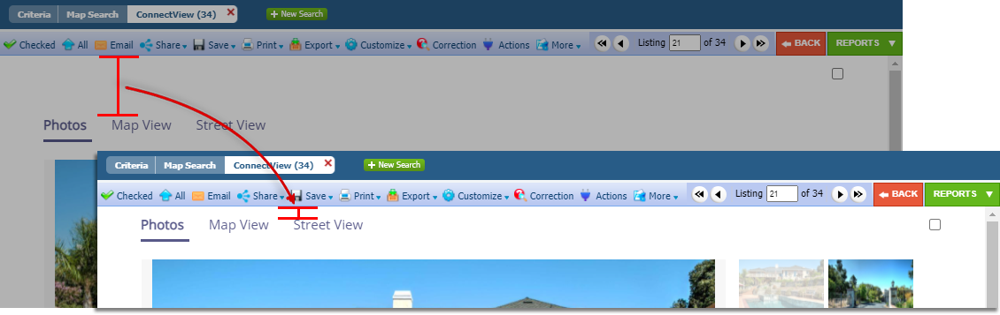 Criteria Map Search ConnectView (34) + New Search
Checked All Email Share Save Print Export Customize Correction Actions More Listing 21 of 34 BACK REPORTS
Photos Map View Street View
Criteria Map Search ConnectView (34) + New Search
Checked All Email Share Save Print Export Customize Correction Actions More Listing 21 of 34 BACK REPORTS
Photos Map View Street View